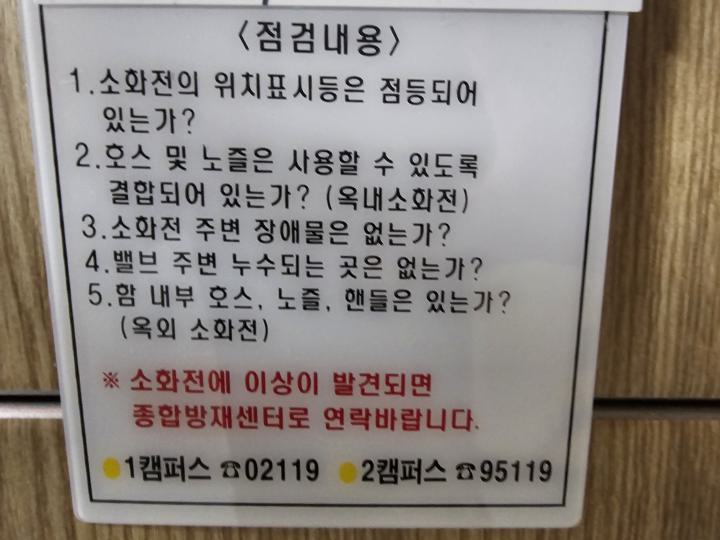 <점검내용>
1.소화전의 위치표시등은 점등되어
있는가?
2.호스 및 노즐은 사용할 수 있도록
결합되어 있는가? (옥내소화전)
3.소화전 주변 장애물은 없는가?
4.밸브 주변 누수되는 곳은 없는가?
5.함 내부 호스, 노즐, 핸들은 있는가?
(옥외 소화전)
※ 소화전에 이상이 발견되면
종합방재센터로 연락바랍니다.
●1캠퍼스 ☎02119 ●2캠퍼스 ☎95119